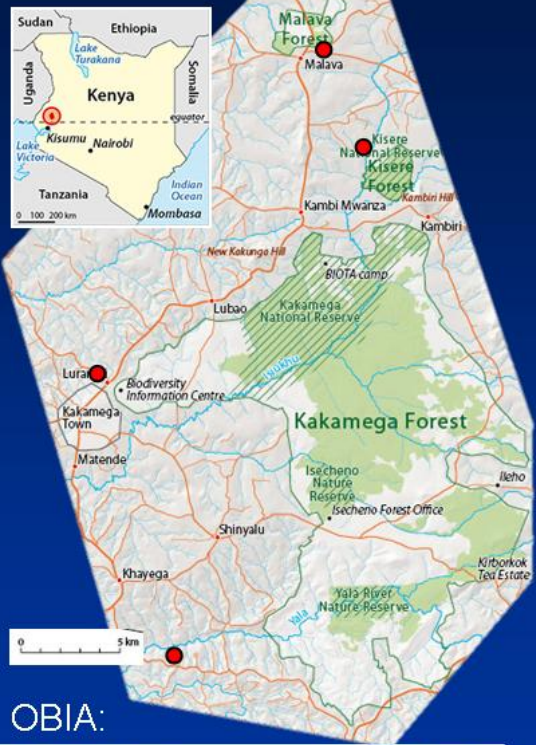 Sudan
Ethiopia
Lake
Turakana
Uganda
Somalia
Kenya
equator
Kisumu
Nairobi
Lake
Victoria
Tanzania
Indian
Ocean
Mombasa
0 100 200 km
Malava
Forest
Malava
Kisere
National Reserve
Kisere
Forest
Kambi Mwanza
Kambiri Hill
Kambiri
New Kakunga Hill
BIOTA camp
Lubao
Kakamega
National Reserve
Isiukhu
Biodiversity
Information Centre
Kakamega
Town
Kakamega Forest
Matende
Isecheno
Nature
Reserve
Ileho
Isecheno Forest Office
Shinyalu
Kirborkok
Tea Estate
Khayega
Yala River
Nature Reserve
Yala
0 5 km
OBIA: